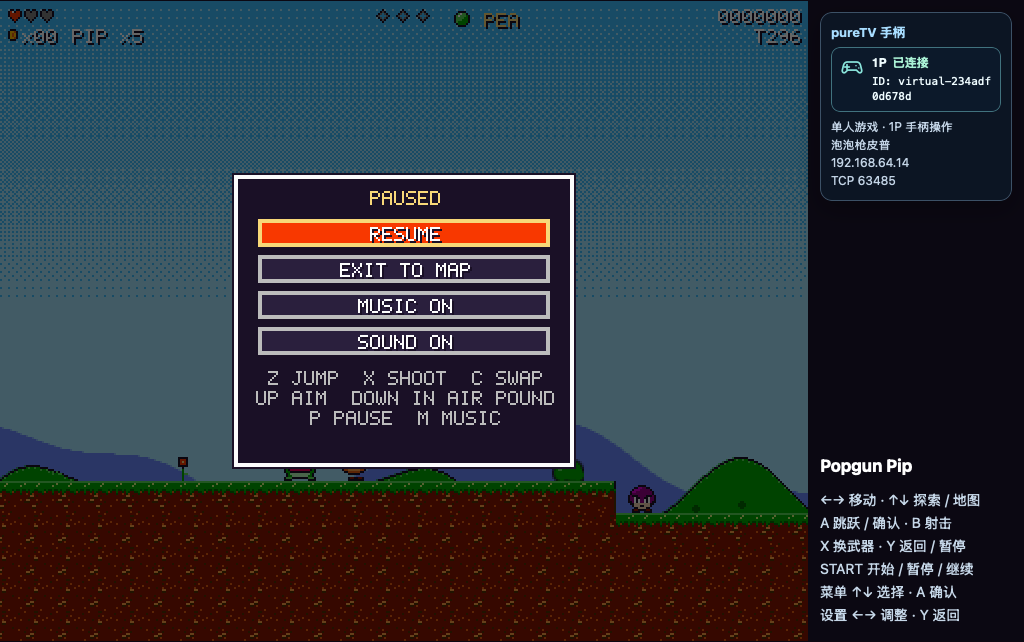 x00 PIP x5
PEA
0000000
T296
PAUSED
RESUME
EXIT TO MAP
MUSIC ON
SOUND ON
Z JUMP X SHOOT C SWAP
UP AIM DOWN IN AIR POUND
P PAUSE M MUSIC
pureTV 手柄
1P 已连接
ID: virtual-234adf
0d678d
单人游戏 · 1P 手柄操作
泡泡枪皮普
192.168.64.14
TCP 63485
Popgun Pip
←→ 移动 · ↑↓ 探索 / 地图
A 跳跃 / 确认 · B 射击
X 换武器 · Y 返回 / 暂停
START 开始 / 暂停 / 继续
菜单 ↑↓ 选择 · A 确认
设置 ←→ 调整 · Y 返回